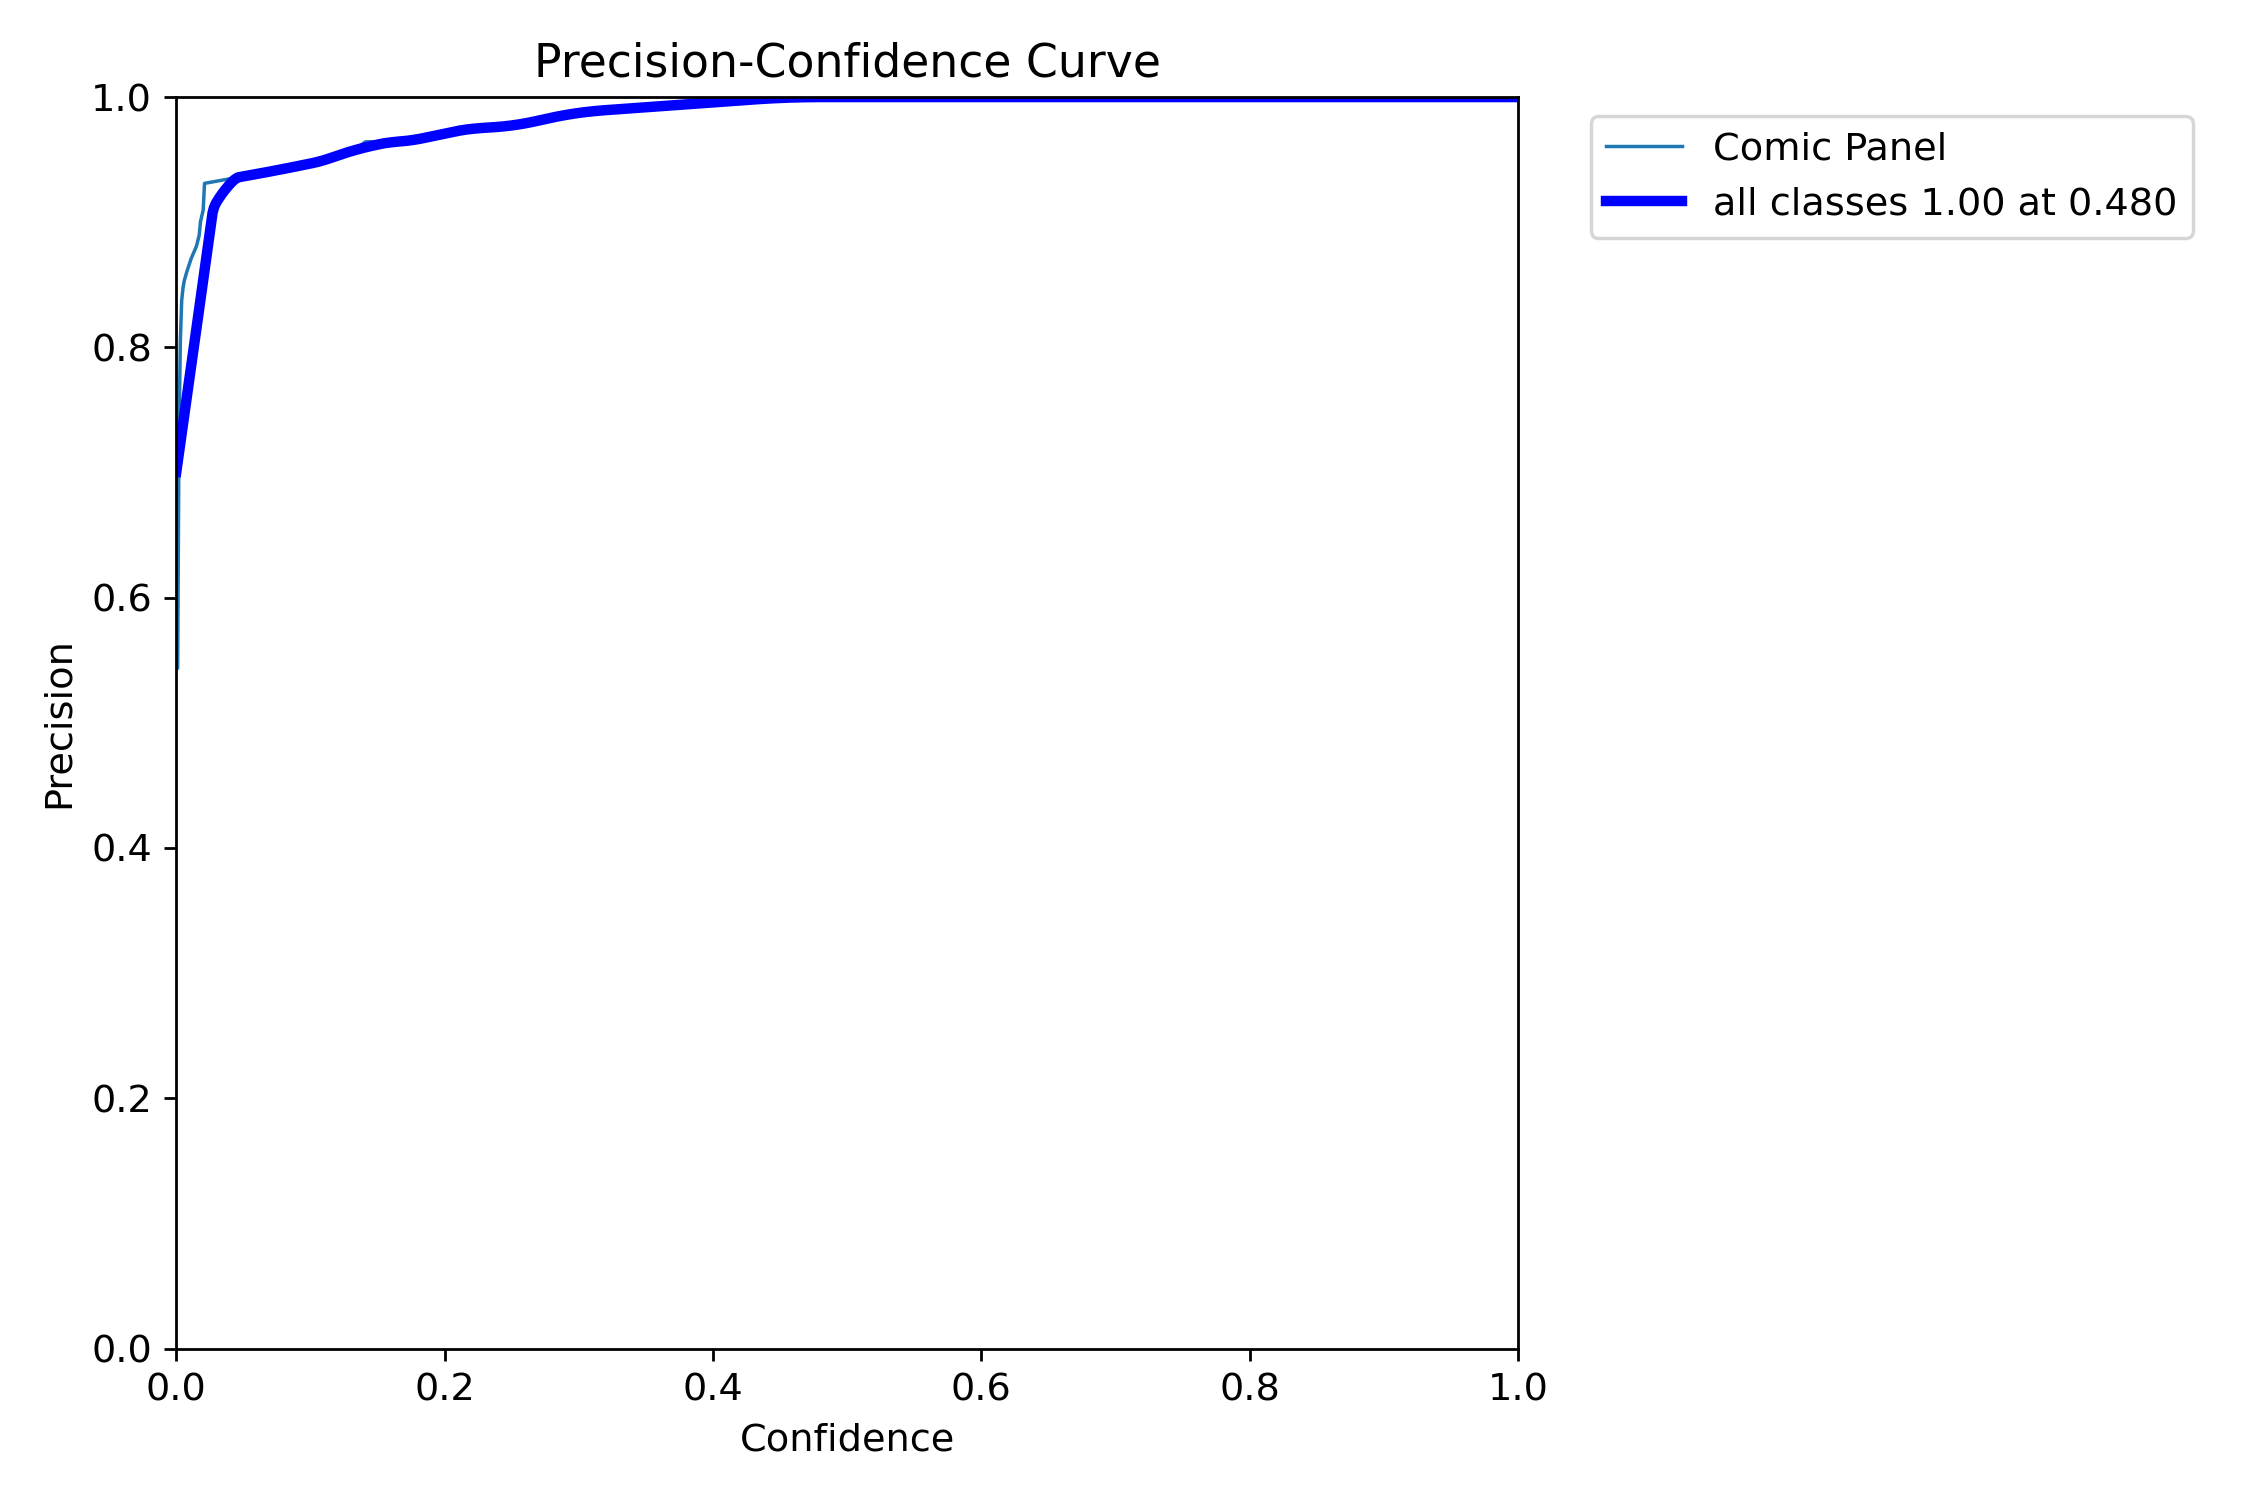 Precision-Confidence Curve
1.0
0.8
0.6
0.4
0.2
0.0
Precision
0.0 0.2 0.4 0.6 0.8 1.0
Confidence
Comic Panel
all classes 1.00 at 0.480